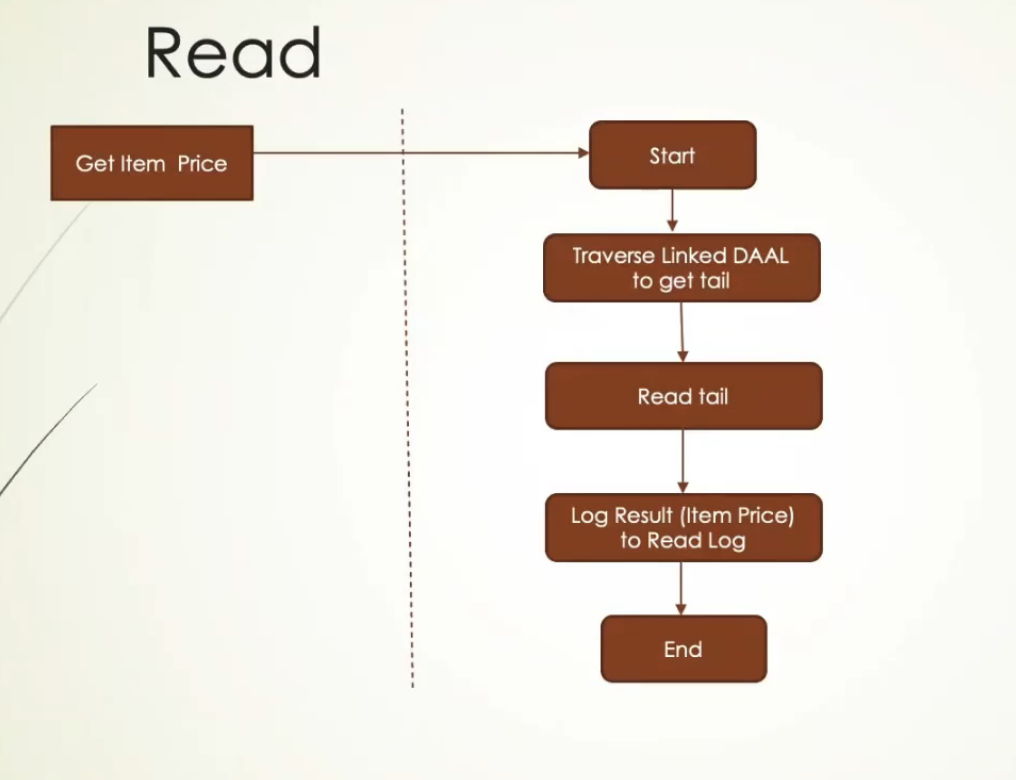 Read
Get Item  Price
Start
Traverse Linked DAAL
to get tail
Read tail
Log Result (Item Price)
to Read Log
End